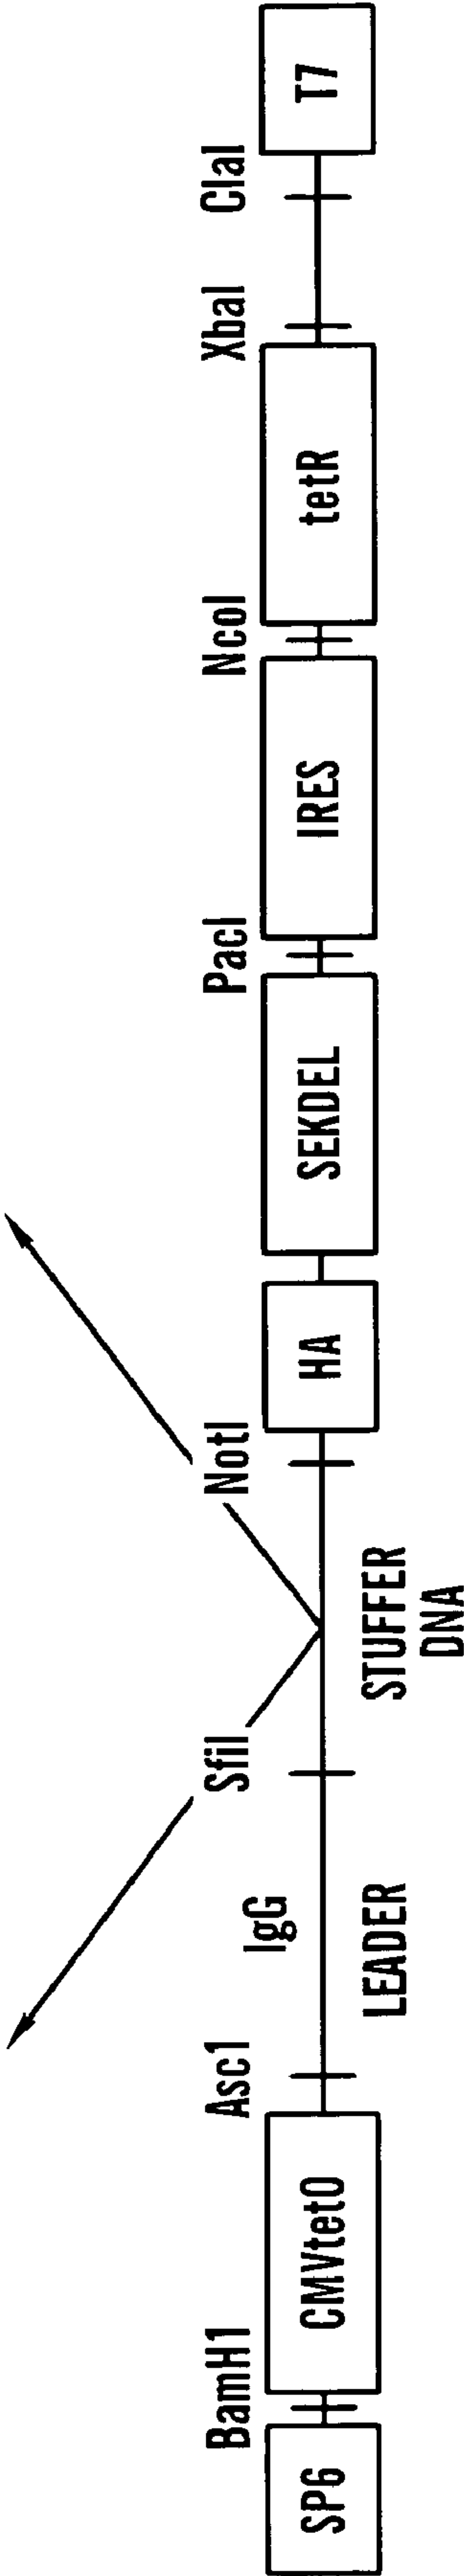 SP6
BamH1
CMVtetO
Asc1
IgG
LEADER
SfiI
STUFFER
DNA
NotI
HA
SEKDEL
PacI
IRES
NcoI
tetR
XbaI
ClaI
T7